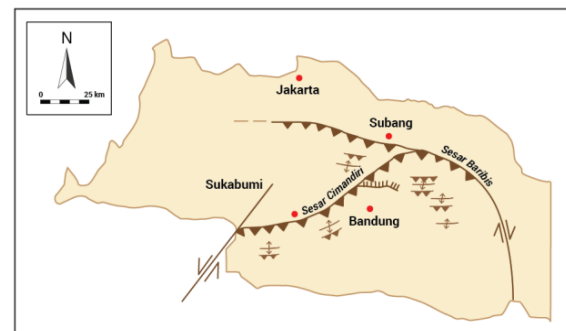 N
0 25 km
Jakarta
Subang
Sesar Baribis
Sukabumi
Sesar Cimandiri
Bandung